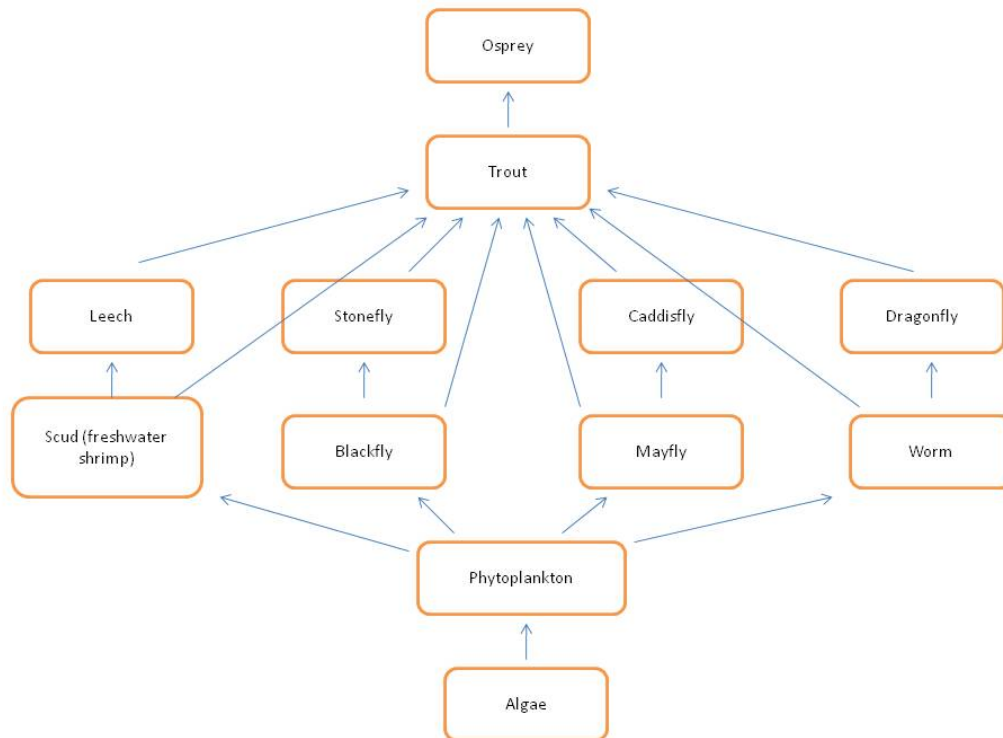 Osprey
Trout
Leech
Stonefly
Caddisfly
Dragonfly
Scud (freshwater
shrimp)
Blackfly
Mayfly
Worm
Phytoplankton
Algae